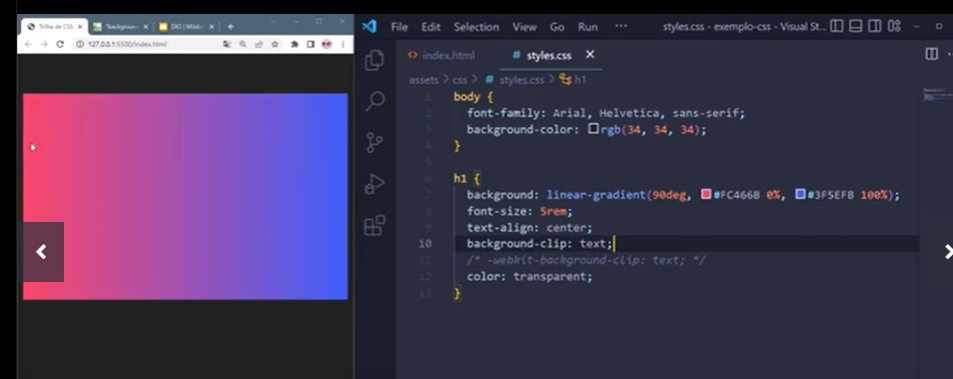 Trilha de CSS
DIO | Módu
127.0.0.1:5500/index.html
File Edit Selection View Go Run ··· styles.css - exemplo-css - Visual St...
index.html # styles.css
assets > css > # styles.css > h1
1 body {
2 font-family: Arial, Helvetica, sans-serif;
3 background-color: rgb(34, 34, 34);
4 }
5
6 h1 {
7 background: linear-gradient(90deg, #FC466B 0%, #3F5EFB 100%);
8 font-size: 5rem;
9 text-align: center;
10 background-clip: text;
11 /* -webkit-background-clip: text; */
12 color: transparent;
13 }